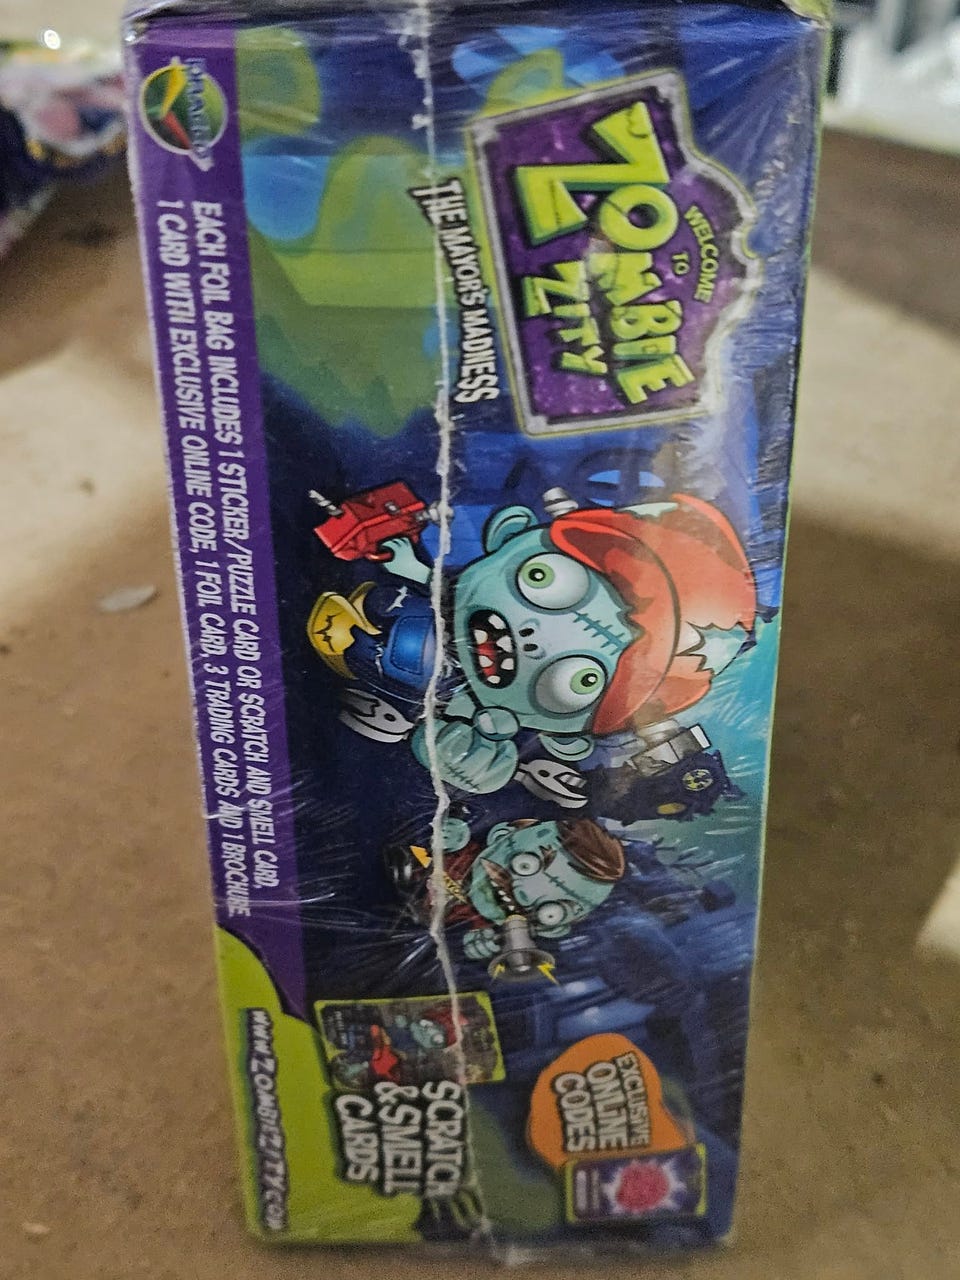 WELCOME
TO
ZOMBIE
ZITY
THE MAYOR'S MADNESS
EACH FOIL BAG INCLUDES 1 STICKER/PUZZLE CARD OR SCRATCH AND SMELL CARD,
1 CARD WITH EXCLUSIVE ONLINE CODE, 1 FOIL CARD, 3 TRADING CARDS AND 1 BROCHURE
EXCLUSIVE
ONLINE
CODES
SCRATCH
& SMELL
CARDS
www.ZOMBIEZITY.COM